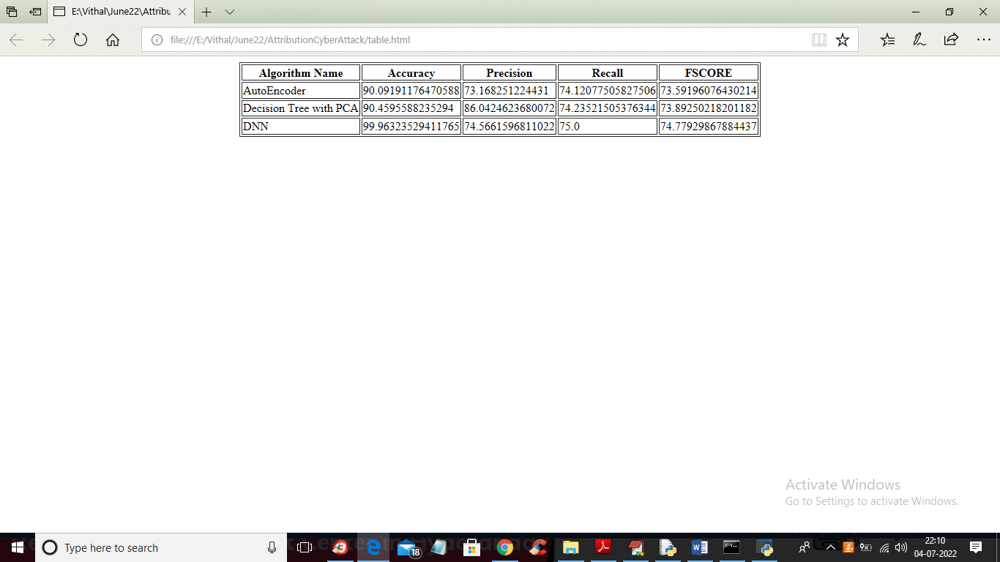 E:\Vithal\June22\Attribu
file:///E:/Vithal/June22/AttributionCyberAttack/table.html
Algorithm Name Accuracy Precision Recall FSCORE
AutoEncoder 90.09191176470588 73.168251224431 74.12077505827506 73.59196076430214
Decision Tree with PCA 90.4595588235294 86.0424623680072 74.23521505376344 73.89250218201182
DNN 99.96323529411765 74.5661596811022 75.0 74.77929867884437
Activate Windows
Go to Settings to activate Windows.
Type here to search
18
22:10
04-07-2022